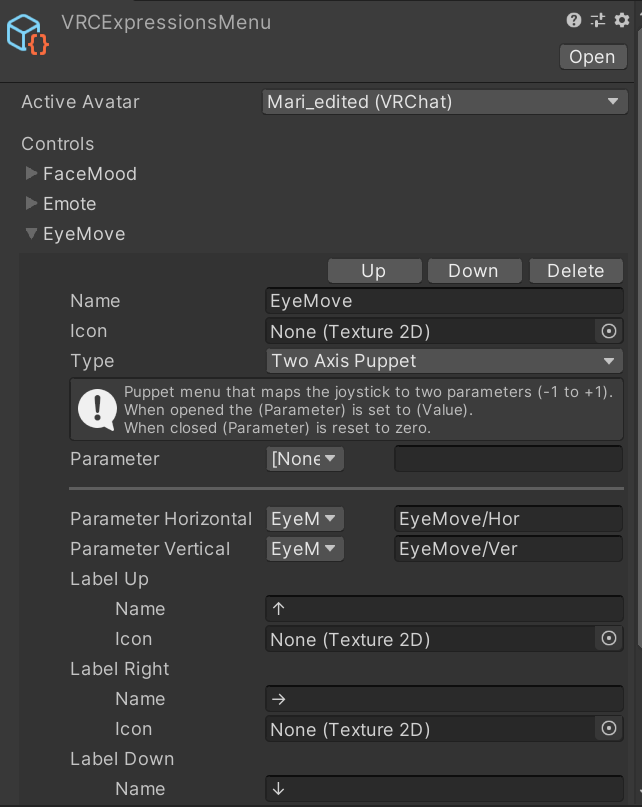 VRCExpressionsMenu
Open
Active Avatar Mari_edited (VRChat)
Controls
FaceMood
Emote
EyeMove
Up Down Delete
Name EyeMove
Icon None (Texture 2D)
Type Two Axis Puppet
Puppet menu that maps the joystick to two parameters (-1 to +1).
When opened the (Parameter) is set to (Value).
When closed (Parameter) is reset to zero.
Parameter [None
Parameter Horizontal EyeM EyeMove/Hor
Parameter Vertical EyeM EyeMove/Ver
Label Up
Name ↑
Icon None (Texture 2D)
Label Right
Name →
Icon None (Texture 2D)
Label Down
Name ↓